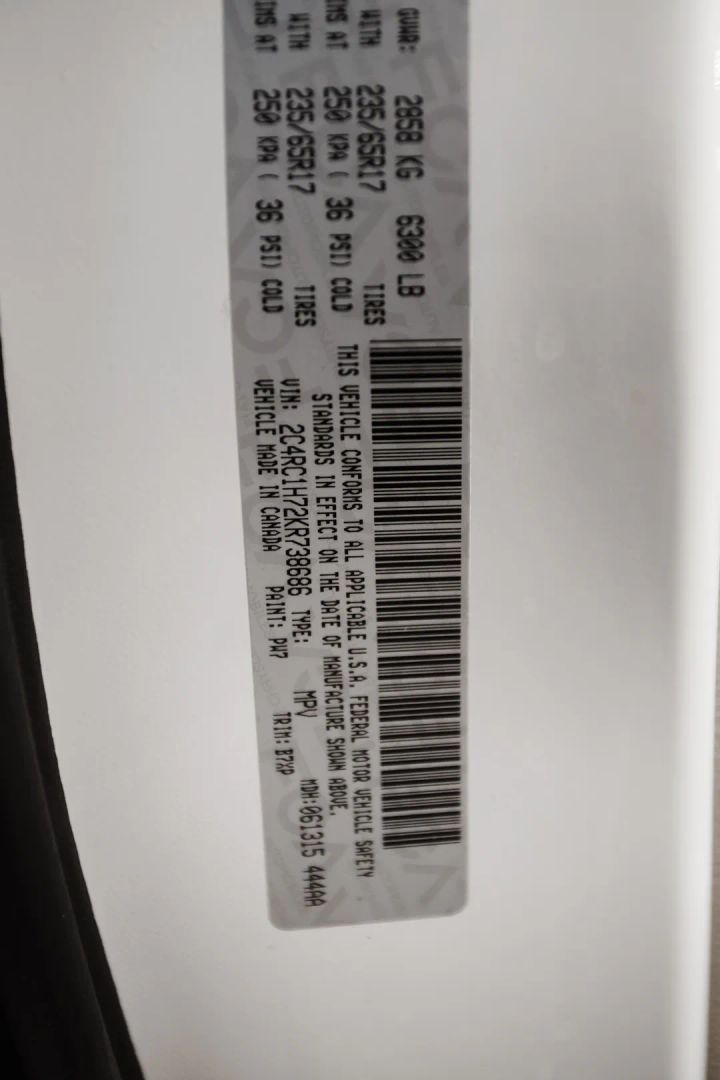 GVWR: 2858 KG 6300 LB
WITH 235/65R17 TIRES
IMS AT 250 KPA ( 36 PSI) COLD
WITH 235/65R17 TIRES
IMS AT 250 KPA ( 36 PSI) COLD
THIS VEHICLE CONFORMS TO ALL APPLICABLE U.S.A. FEDERAL MOTOR VEHICLE SAFETY
STANDARDS IN EFFECT ON THE DATE OF MANUFACTURE SHOWN ABOVE.
VIN: 2C4RC1H72KR738686 TYPE: MPV MDH:061315 444AA
VEHICLE MADE IN CANADA PAINT: PW7 TRIM: B7XP